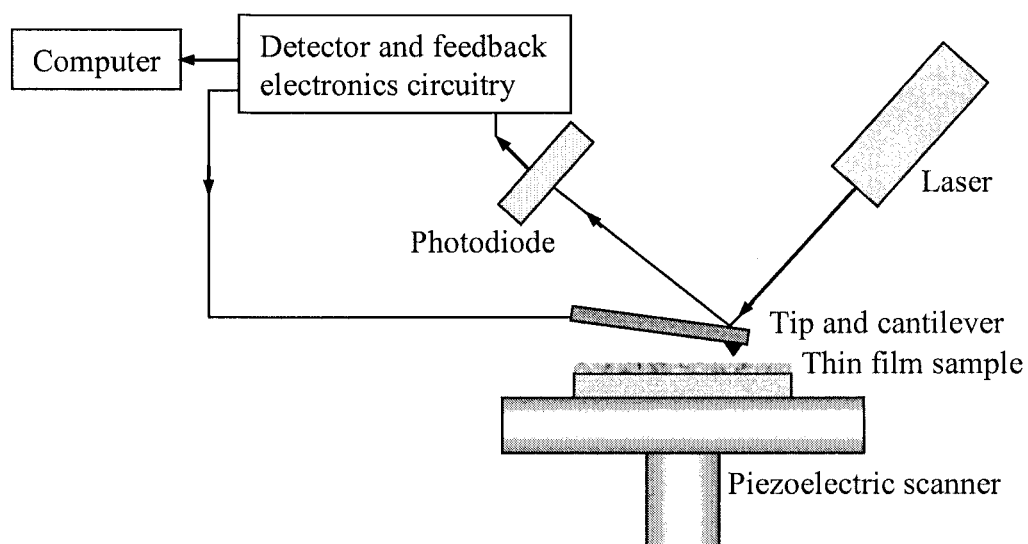 Computer
Detector and feedback
electronics circuitry
Laser
Photodiode
Tip and cantilever
Thin film sample
Piezoelectric scanner